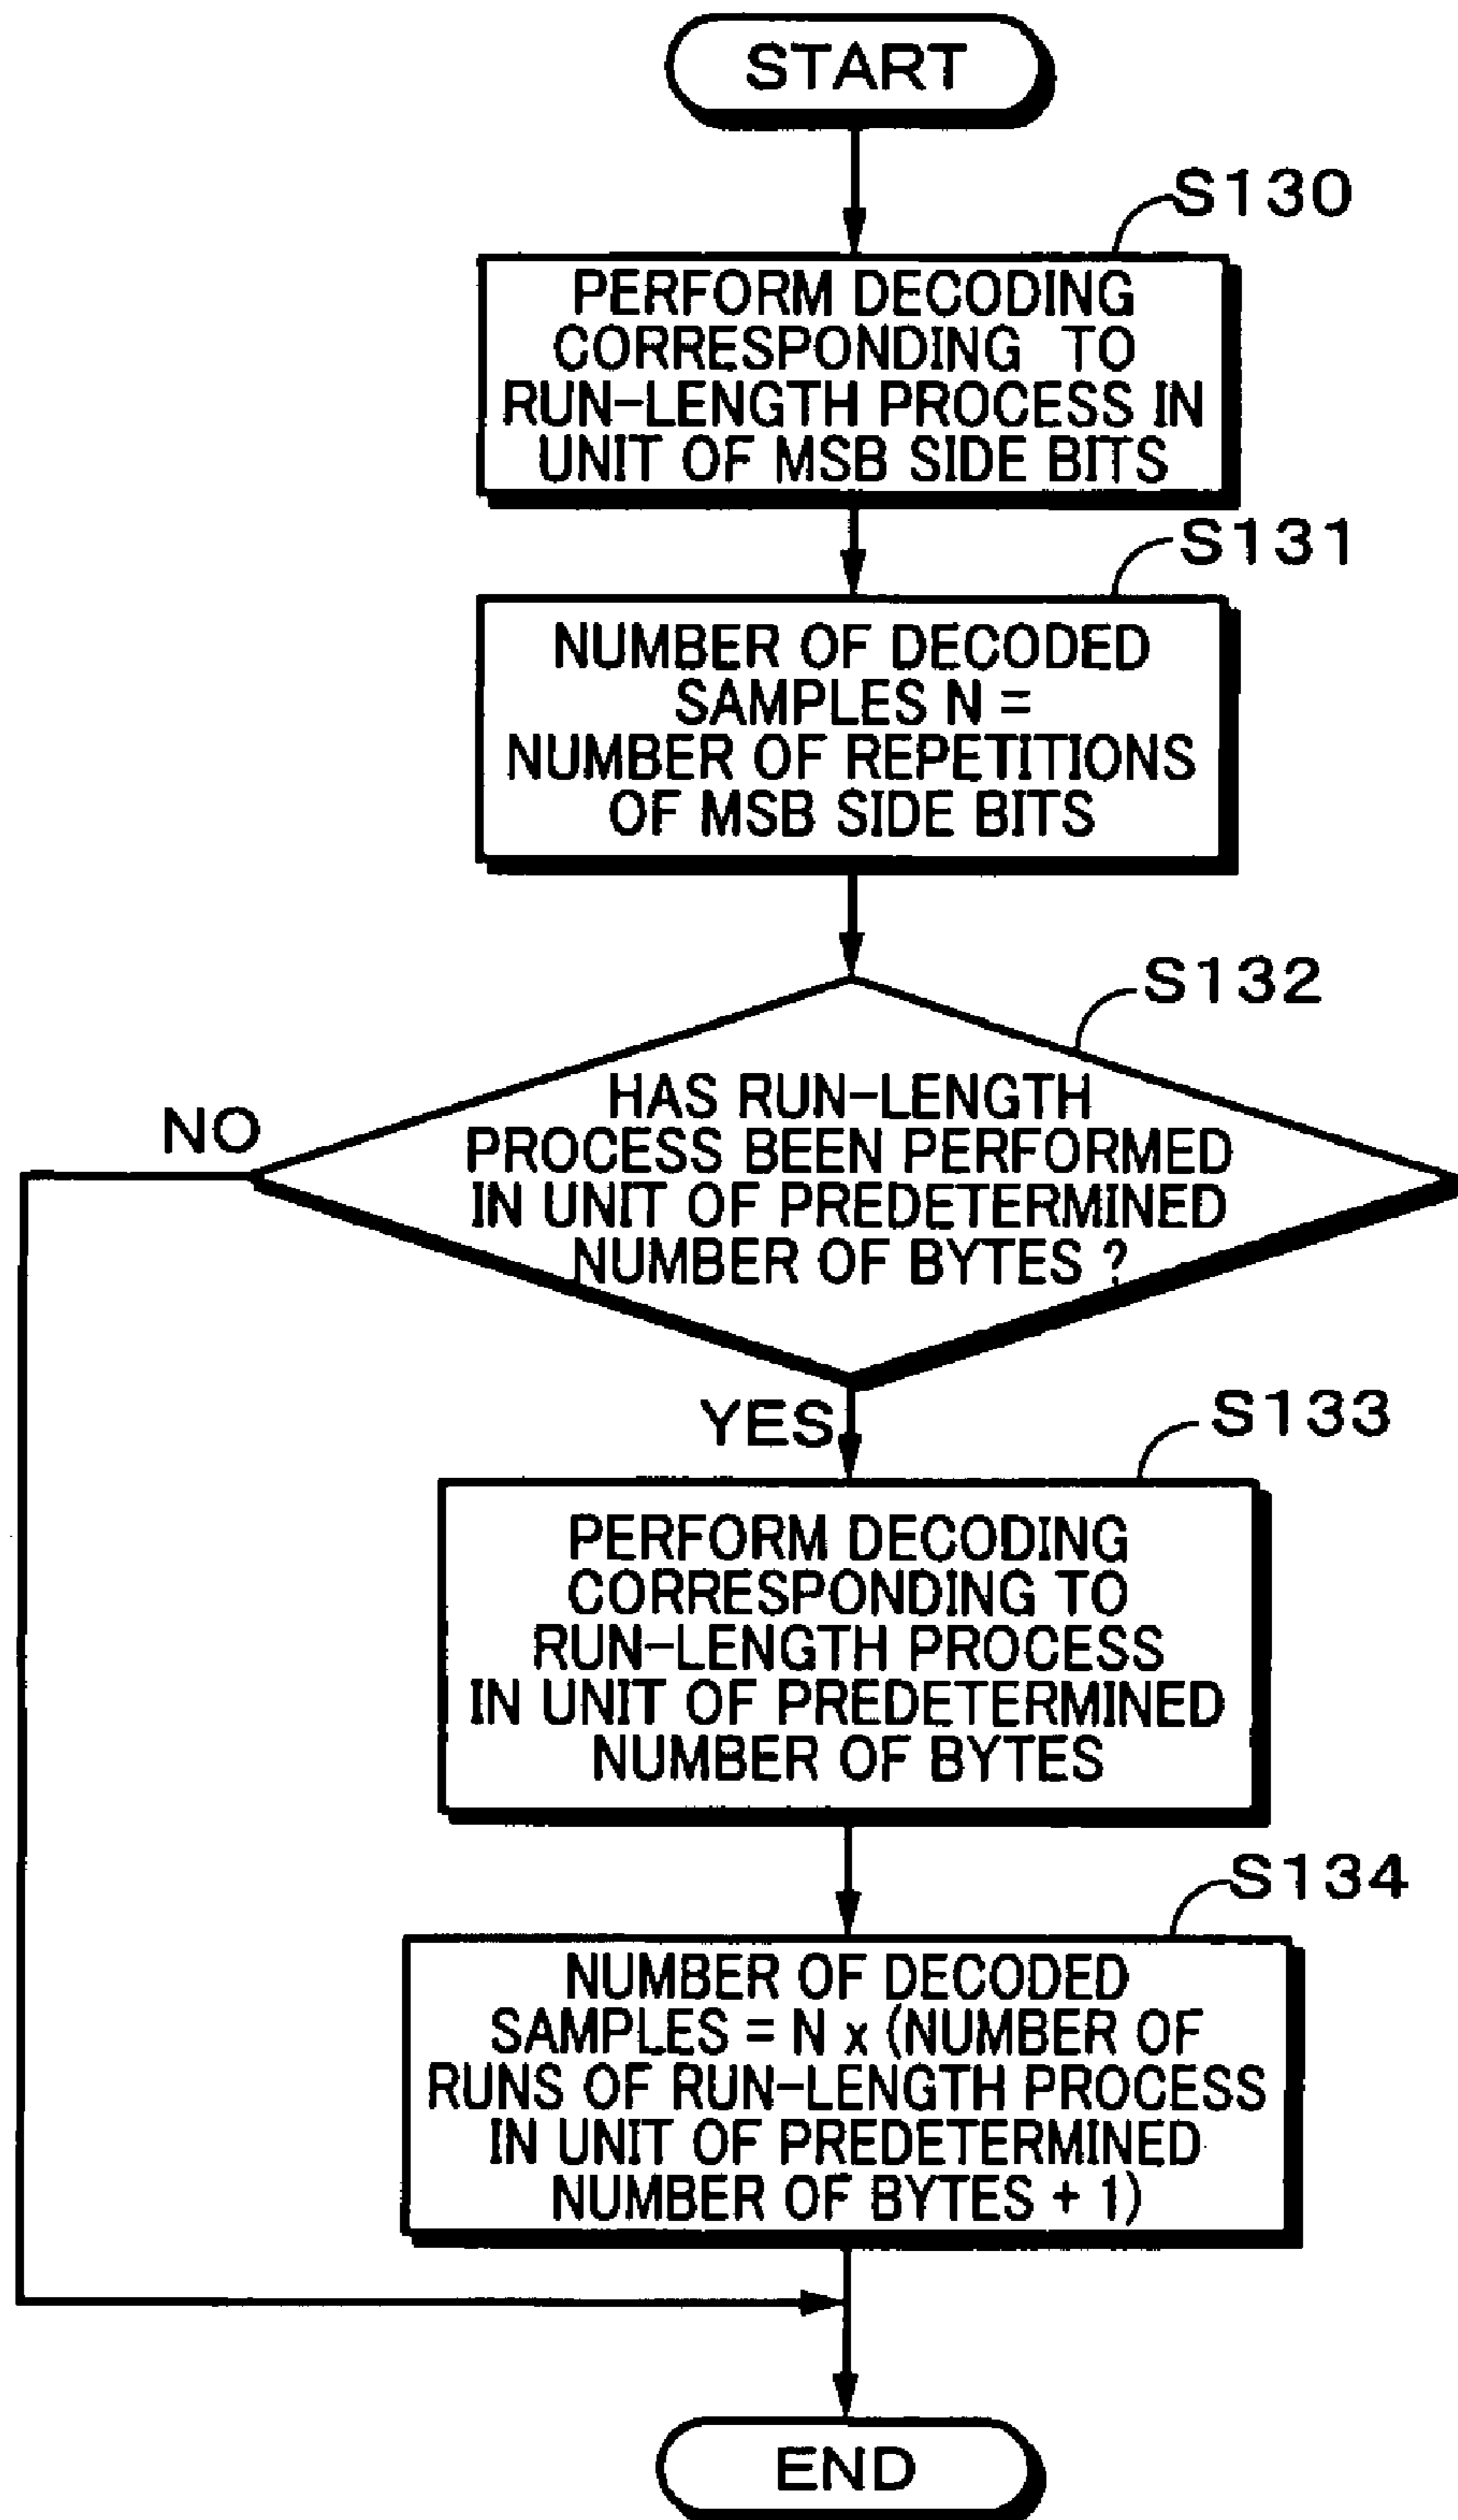 START
S130
PERFORM DECODING
CORRESPONDING TO
RUN-LENGTH PROCESS IN
UNIT OF MSB SIDE BITS
S131
NUMBER OF DECODED
SAMPLES N =
NUMBER OF REPETITIONS
OF MSB SIDE BITS
S132
HAS RUN-LENGTH
PROCESS BEEN PERFORMED
IN UNIT OF PREDETERMINED
NUMBER OF BYTES ?
NO
YES
S133
PERFORM DECODING
CORRESPONDING TO
RUN-LENGTH PROCESS
IN UNIT OF PREDETERMINED
NUMBER OF BYTES
S134
NUMBER OF DECODED
SAMPLES = N x (NUMBER OF
RUNS OF RUN-LENGTH PROCESS
IN UNIT OF PREDETERMINED
NUMBER OF BYTES + 1)
END